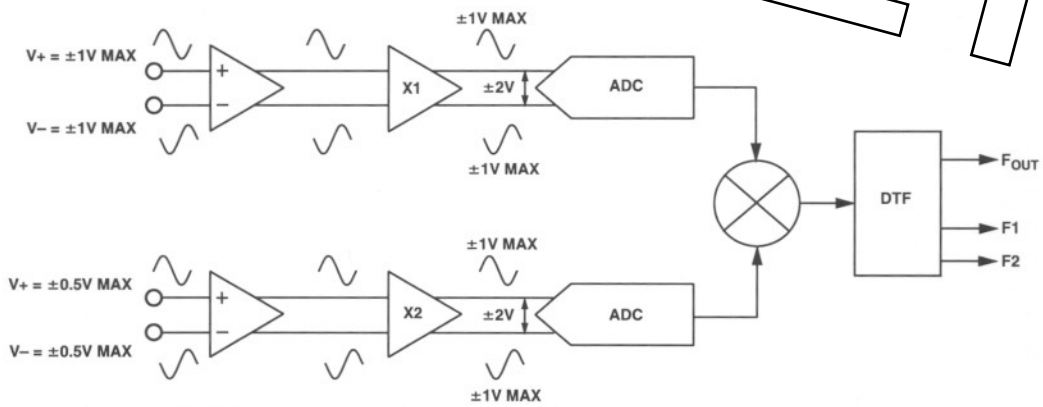 ±1V MAX
V+ = ±1V MAX
+
X1
±2V
ADC
−
V− = ±1V MAX
±1V MAX
DTF
F_OUT
F1
F2
±1V MAX
V+ = ±0.5V MAX
+
X2
±2V
ADC
−
V− = ±0.5V MAX
±1V MAX